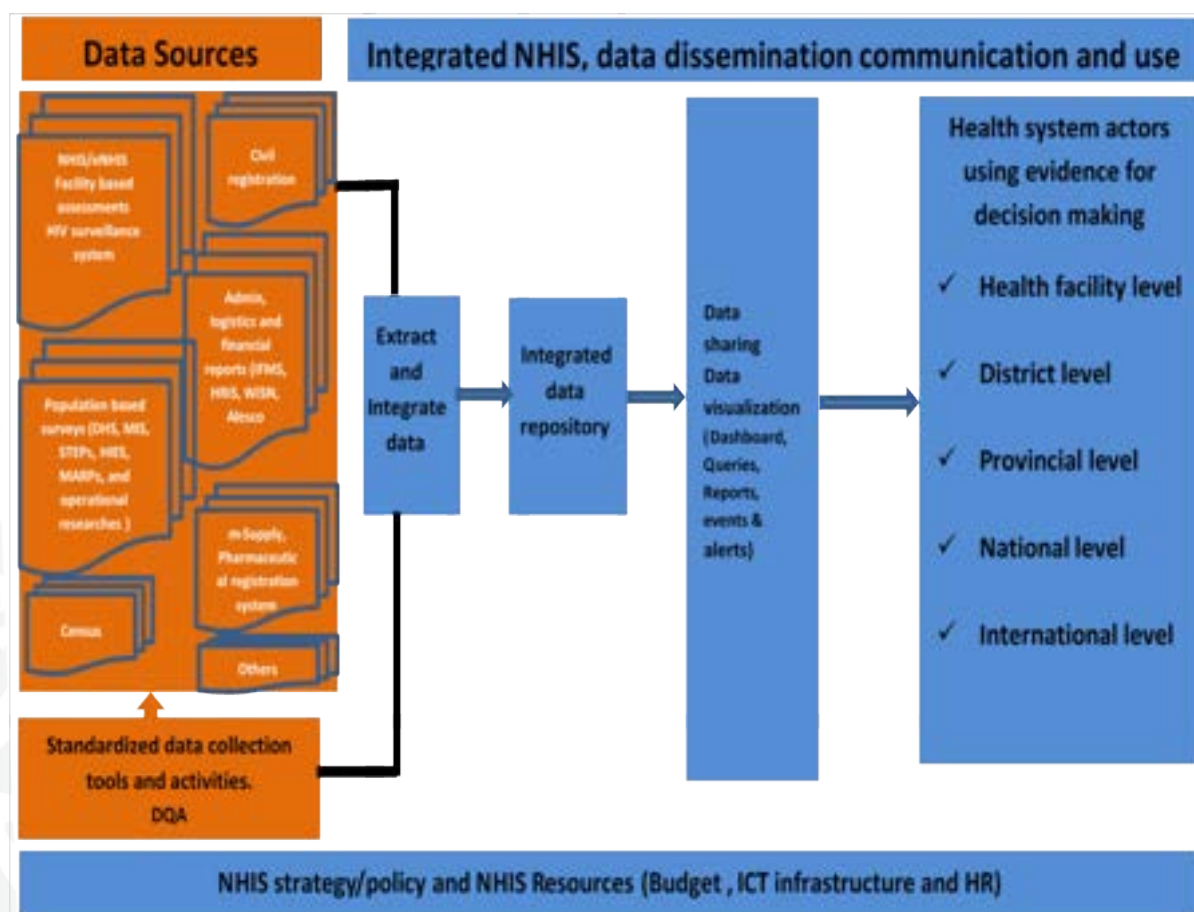 Data Sources
Integrated NHIS, data dissemination communication and use
NHIS/eNHIS
Facility based
assessments
HIV surveillance
system
Civil
registration
Admin,
logistics and
financial
reports (IFMS,
HRIS, WISN,
Alesco
Population based
surveys (DHS, MIS,
STEPs, HIES,
MARPs, and
operational
researches )
m-Supply,
Pharmaceutic
al registration
system
Census
Others
Standardized data collection
tools and activities.
DQA
Extract
and
Integrate
data
Integrated
data
repository
Data
sharing
Data
visualization
(Dashboard,
Queries,
Reports,
events &
alerts)
Health system actors
using evidence for
decision making
✓ Health facility level
✓ District level
✓ Provincial level
✓ National level
✓ International level
NHIS strategy/policy and NHIS Resources (Budget , ICT infrastructure and HR)